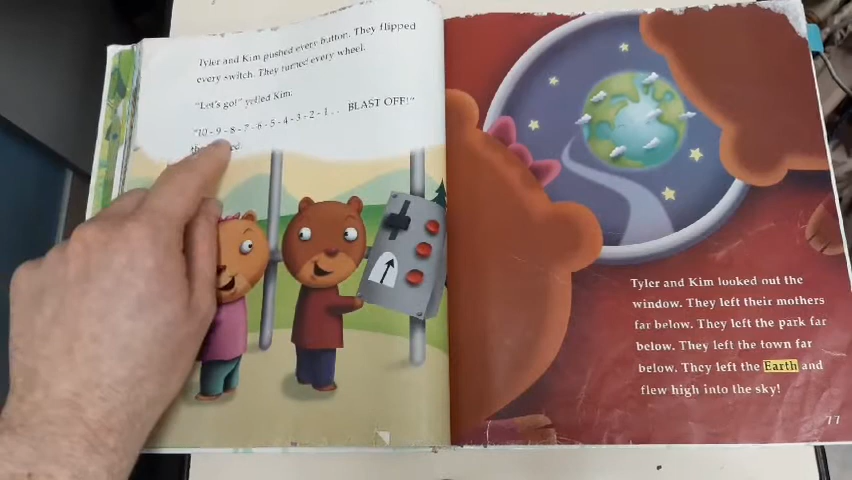 Tyler and Kim pushed every button. They flipped
every switch. They turned every wheel.
"Let's go!" yelled Kim.
"10 - 9 - 8 - 7 - 6 - 5 - 4 - 3 - 2 - 1 . . . BLAST OFF!"
Tyler and Kim looked out the
window. They left their mothers
far below. They left the park far
below. They left the town far
below. They left the Earth and
flew high into the sky!
77